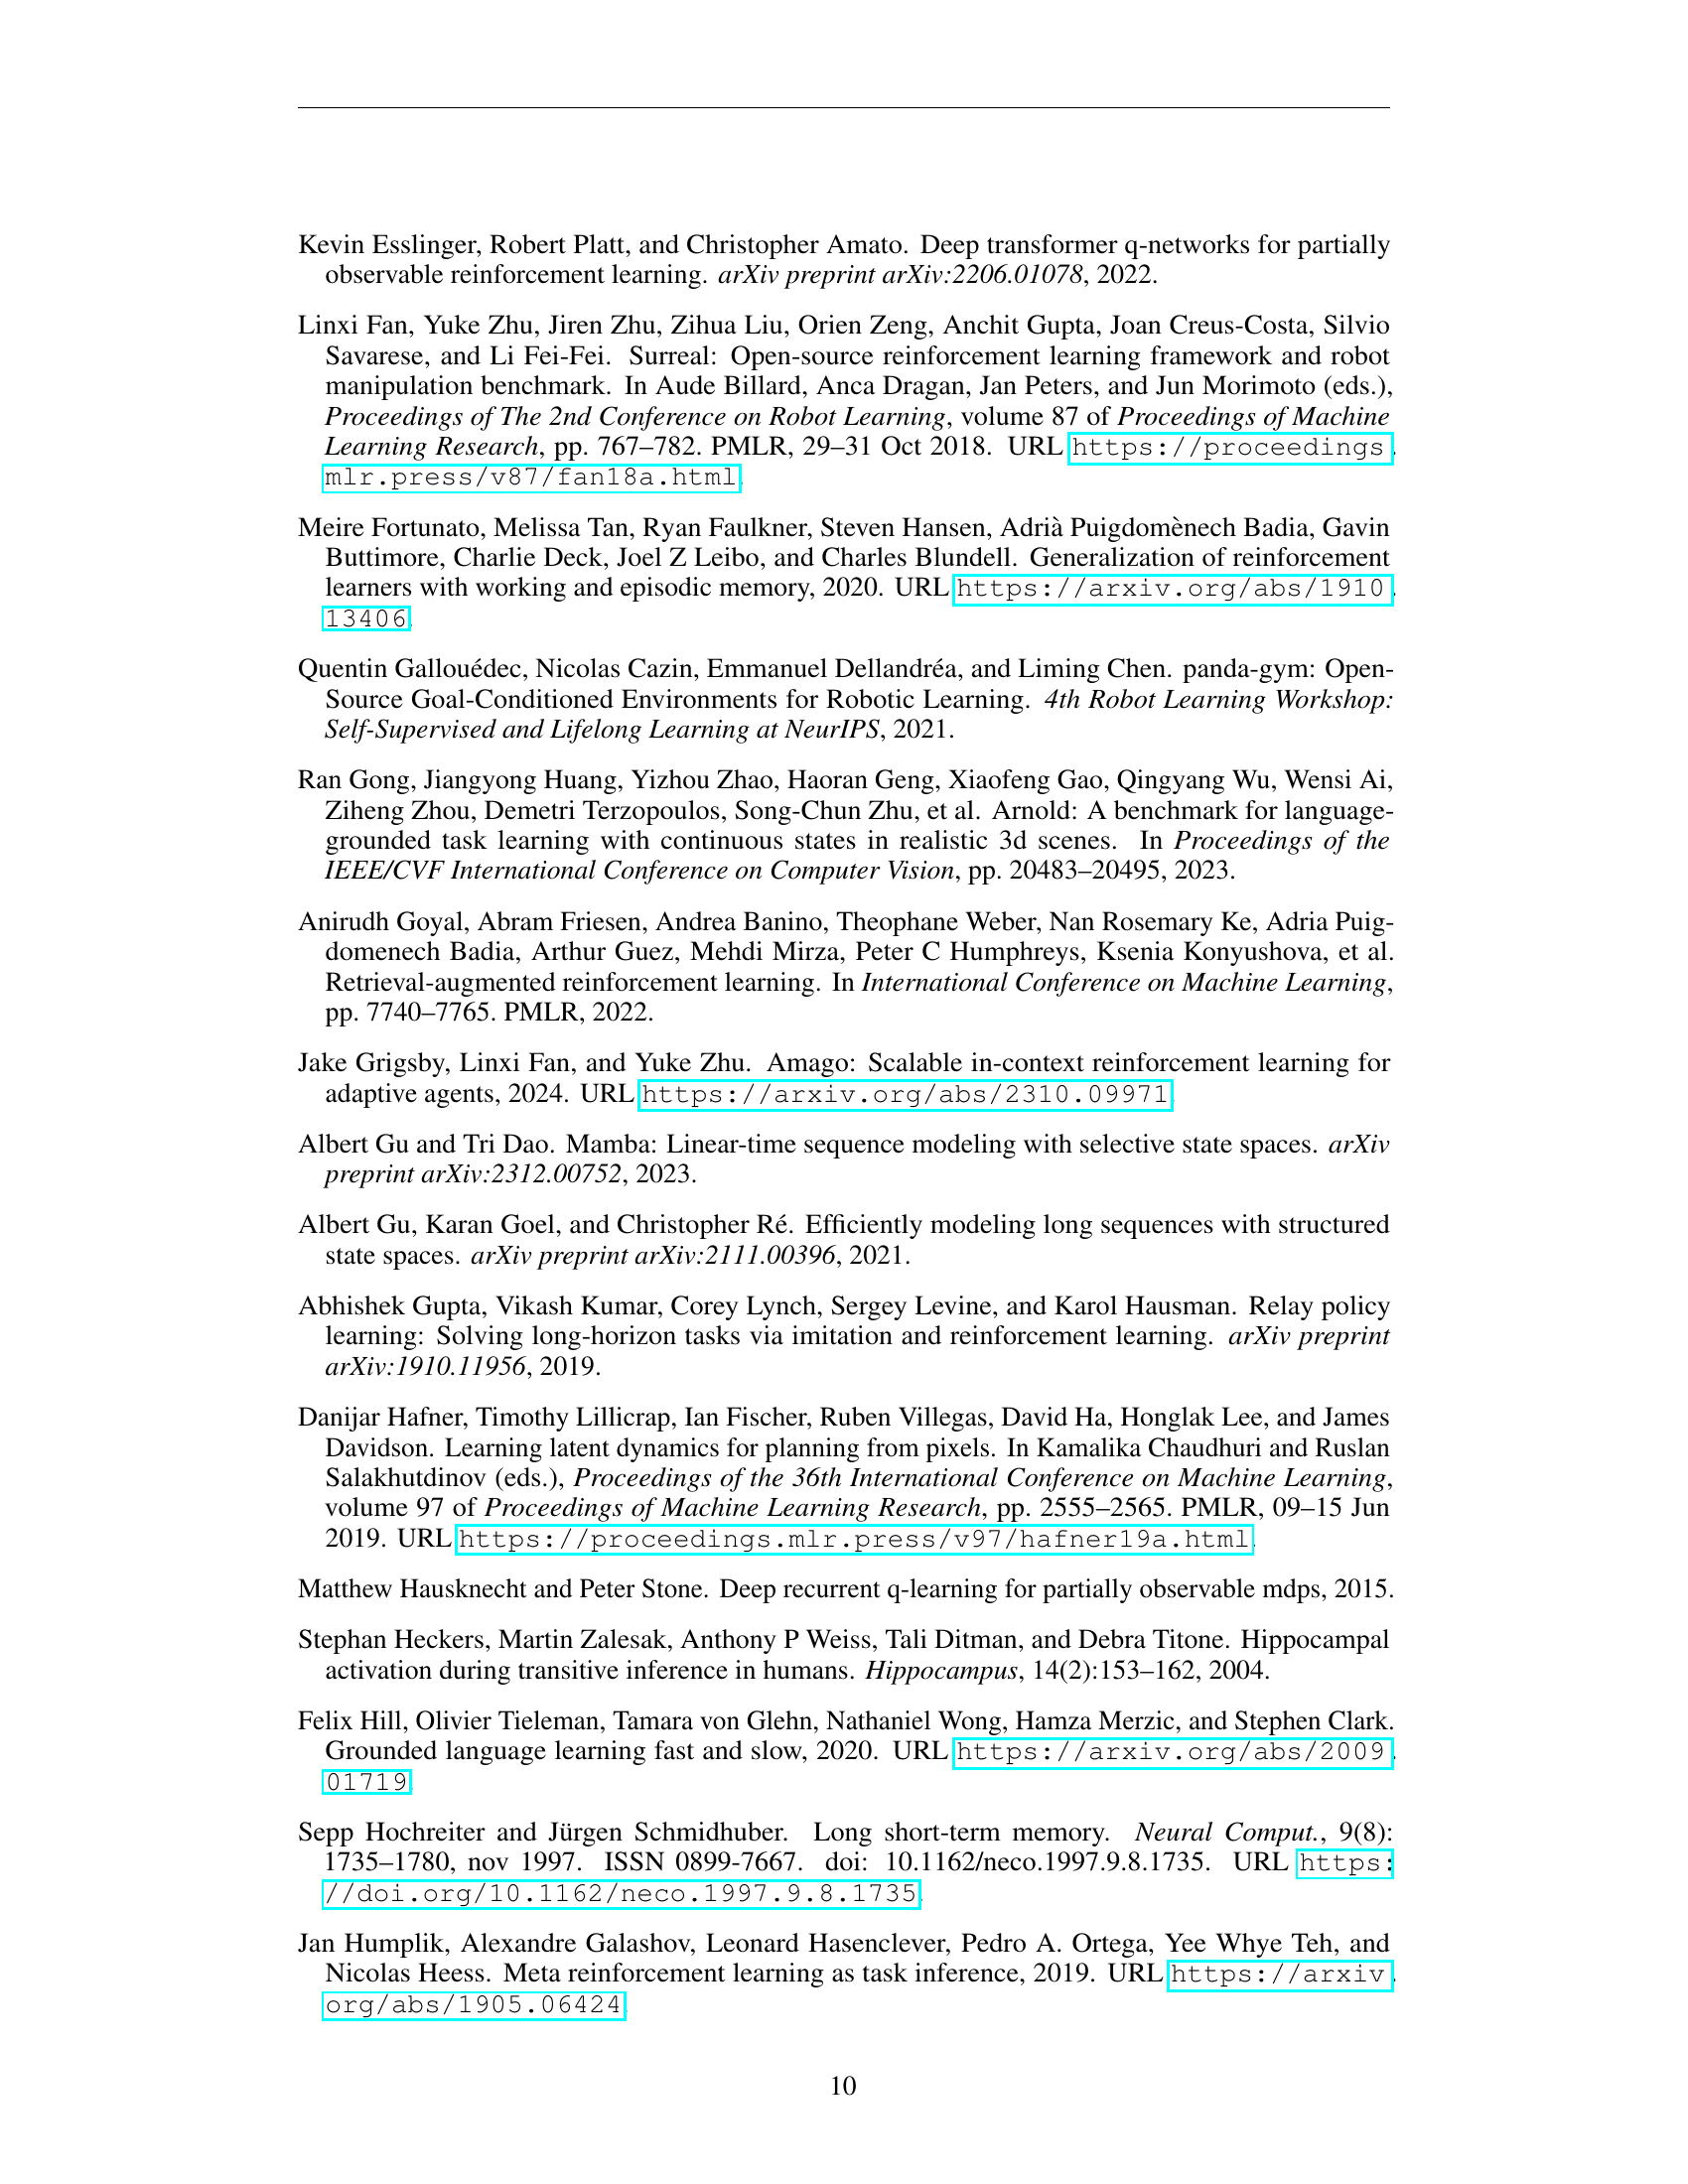 Kevin Esslinger, Robert Platt, and Christopher Amato. Deep transformer q-networks for partially
observable reinforcement learning. arXiv preprint arXiv:2206.01078, 2022.
Linxi Fan, Yuke Zhu, Jiren Zhu, Zihua Liu, Orien Zeng, Anchit Gupta, Joan Creus-Costa, Silvio
Savarese, and Li Fei-Fei. Surreal: Open-source reinforcement learning framework and robot
manipulation benchmark. In Aude Billard, Anca Dragan, Jan Peters, and Jun Morimoto (eds.),
Proceedings of The 2nd Conference on Robot Learning, volume 87 of Proceedings of Machine
Learning Research, pp. 767–782. PMLR, 29–31 Oct 2018. URL https://proceedings.
mlr.press/v87/fan18a.html.
Meire Fortunato, Melissa Tan, Ryan Faulkner, Steven Hansen, Adrià Puigdomènech Badia, Gavin
Buttimore, Charlie Deck, Joel Z Leibo, and Charles Blundell. Generalization of reinforcement
learners with working and episodic memory, 2020. URL https://arxiv.org/abs/1910.
13406.
Quentin Gallouédec, Nicolas Cazin, Emmanuel Dellandréa, and Liming Chen. panda-gym: Open-
Source Goal-Conditioned Environments for Robotic Learning. 4th Robot Learning Workshop:
Self-Supervised and Lifelong Learning at NeurIPS, 2021.
Ran Gong, Jiangyong Huang, Yizhou Zhao, Haoran Geng, Xiaofeng Gao, Qingyang Wu, Wensi Ai,
Ziheng Zhou, Demetri Terzopoulos, Song-Chun Zhu, et al. Arnold: A benchmark for language-
grounded task learning with continuous states in realistic 3d scenes. In Proceedings of the
IEEE/CVF International Conference on Computer Vision, pp. 20483–20495, 2023.
Anirudh Goyal, Abram Friesen, Andrea Banino, Theophane Weber, Nan Rosemary Ke, Adria Puig-
domenech Badia, Arthur Guez, Mehdi Mirza, Peter C Humphreys, Ksenia Konyushova, et al.
Retrieval-augmented reinforcement learning. In International Conference on Machine Learning,
pp. 7740–7765. PMLR, 2022.
Jake Grigsby, Linxi Fan, and Yuke Zhu. Amago: Scalable in-context reinforcement learning for
adaptive agents, 2024. URL https://arxiv.org/abs/2310.09971.
Albert Gu and Tri Dao. Mamba: Linear-time sequence modeling with selective state spaces. arXiv
preprint arXiv:2312.00752, 2023.
Albert Gu, Karan Goel, and Christopher Ré. Efficiently modeling long sequences with structured
state spaces. arXiv preprint arXiv:2111.00396, 2021.
Abhishek Gupta, Vikash Kumar, Corey Lynch, Sergey Levine, and Karol Hausman. Relay policy
learning: Solving long-horizon tasks via imitation and reinforcement learning. arXiv preprint
arXiv:1910.11956, 2019.
Danijar Hafner, Timothy Lillicrap, Ian Fischer, Ruben Villegas, David Ha, Honglak Lee, and James
Davidson. Learning latent dynamics for planning from pixels. In Kamalika Chaudhuri and Ruslan
Salakhutdinov (eds.), Proceedings of the 36th International Conference on Machine Learning,
volume 97 of Proceedings of Machine Learning Research, pp. 2555–2565. PMLR, 09–15 Jun
2019. URL https://proceedings.mlr.press/v97/hafner19a.html.
Matthew Hausknecht and Peter Stone. Deep recurrent q-learning for partially observable mdps, 2015.
Stephan Heckers, Martin Zalesak, Anthony P Weiss, Tali Ditman, and Debra Titone. Hippocampal
activation during transitive inference in humans. Hippocampus, 14(2):153–162, 2004.
Felix Hill, Olivier Tieleman, Tamara von Glehn, Nathaniel Wong, Hamza Merzic, and Stephen Clark.
Grounded language learning fast and slow, 2020. URL https://arxiv.org/abs/2009.
01719.
Sepp Hochreiter and Jürgen Schmidhuber. Long short-term memory. Neural Comput., 9(8):
1735–1780, nov 1997. ISSN 0899-7667. doi: 10.1162/neco.1997.9.8.1735. URL https:
//doi.org/10.1162/neco.1997.9.8.1735.
Jan Humplik, Alexandre Galashov, Leonard Hasenclever, Pedro A. Ortega, Yee Whye Teh, and
Nicolas Heess. Meta reinforcement learning as task inference, 2019. URL https://arxiv.
org/abs/1905.06424.
10